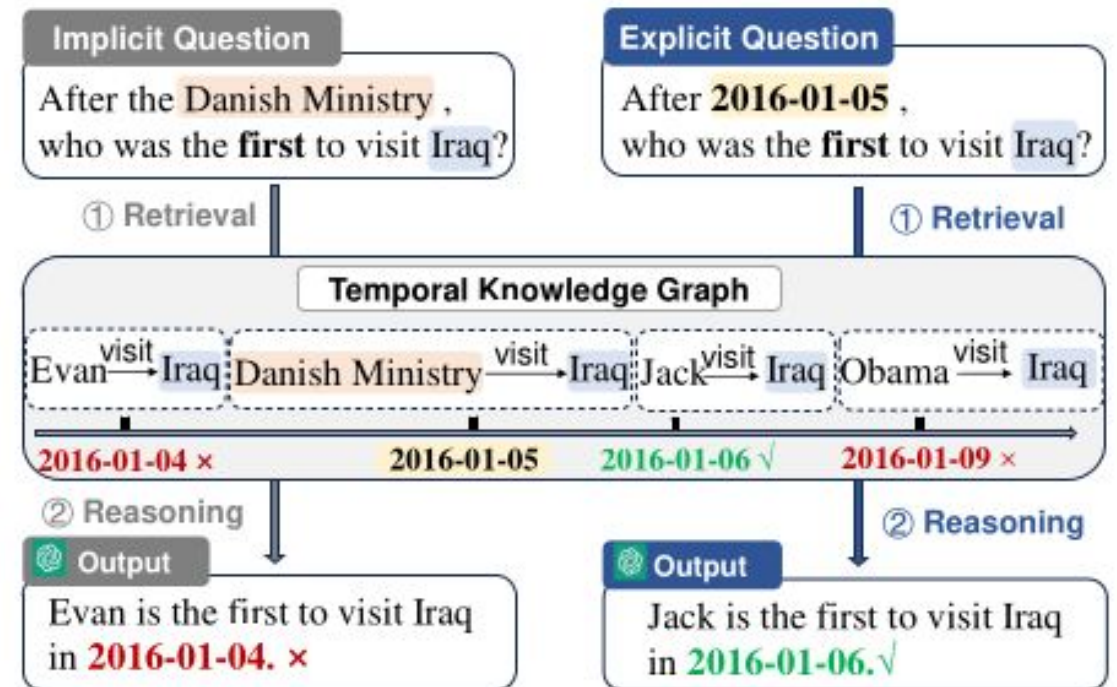 Implicit Question
After the Danish Ministry ,
who was the first to visit Iraq?
Explicit Question
After 2016-01-05 ,
who was the first to visit Iraq?
① Retrieval
① Retrieval
Temporal Knowledge Graph
Evan visit Iraq
Danish Ministry visit Iraq
Jack visit Iraq
Obama visit Iraq
2016-01-04 ×
2016-01-05
2016-01-06 √
2016-01-09 ×
② Reasoning
② Reasoning
Output
Evan is the first to visit Iraq
in 2016-01-04. ×
Output
Jack is the first to visit Iraq
in 2016-01-06.√